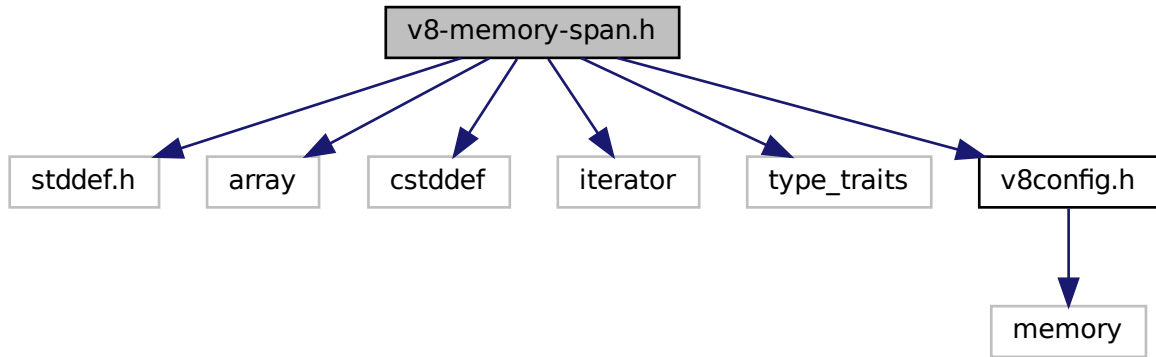 v8-memory-span.h
stddef.h
array
cstddef
iterator
type_traits
v8config.h
memory